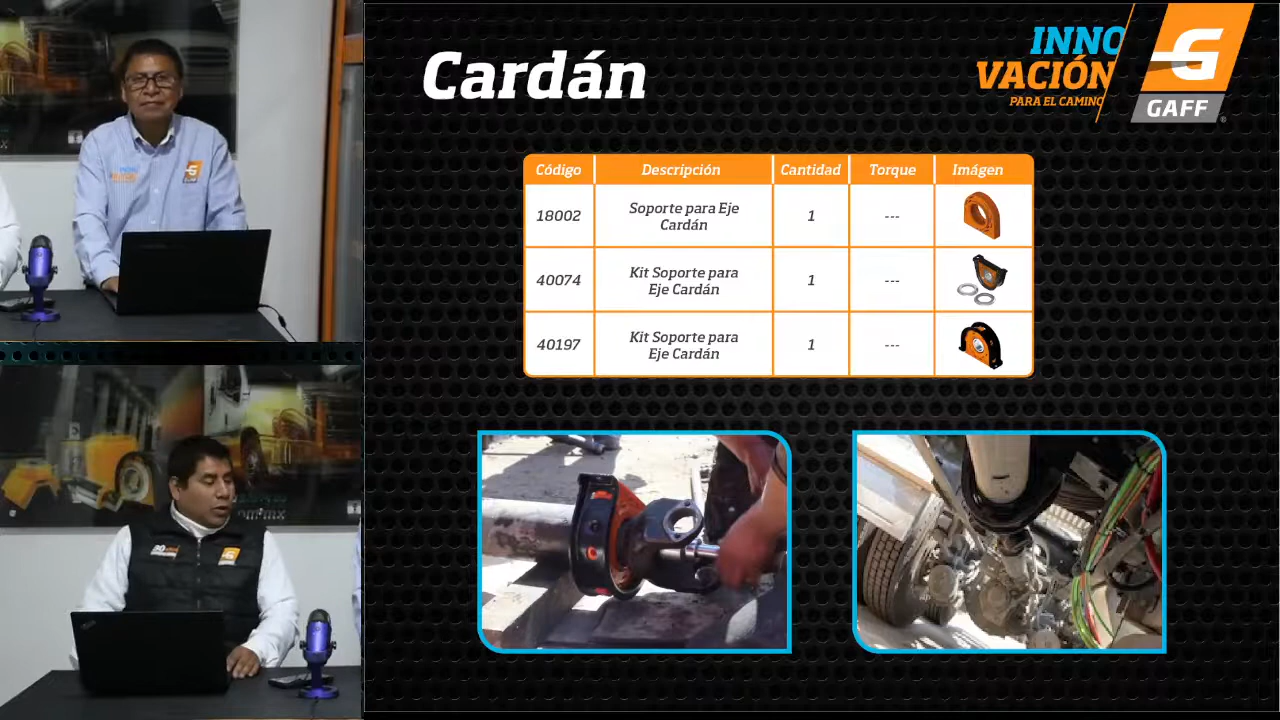 Cardán
INNO
VACIÓN
PARA EL CAMINO
G
GAFF
Código Descripción Cantidad Torque Imágen
18002 Soporte para Eje Cardán 1 ---
40074 Kit Soporte para Eje Cardán 1 ---
40197 Kit Soporte para Eje Cardán 1 ---